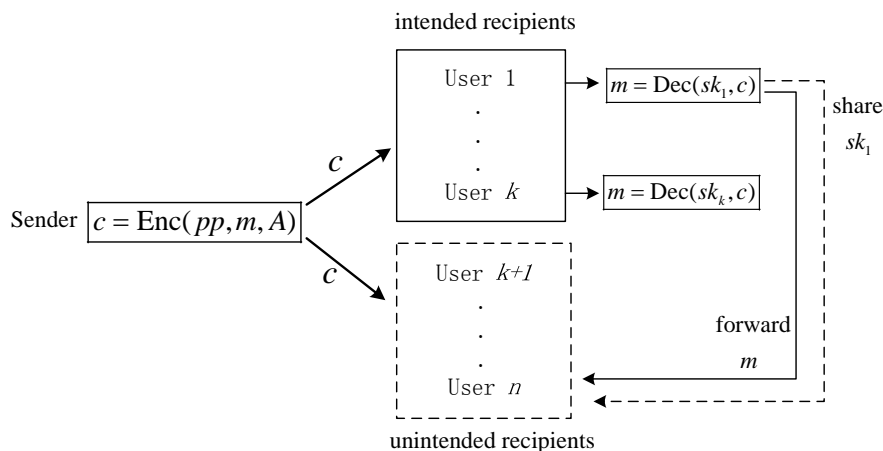 intended recipients
User 1
.
.
.
User k
m = Dec(sk₁, c)
m = Dec(skₖ, c)
share
sk₁
c
Sender
c = Enc(pp, m, A)
c
User k+1
.
.
.
User n
forward
m
unintended recipients